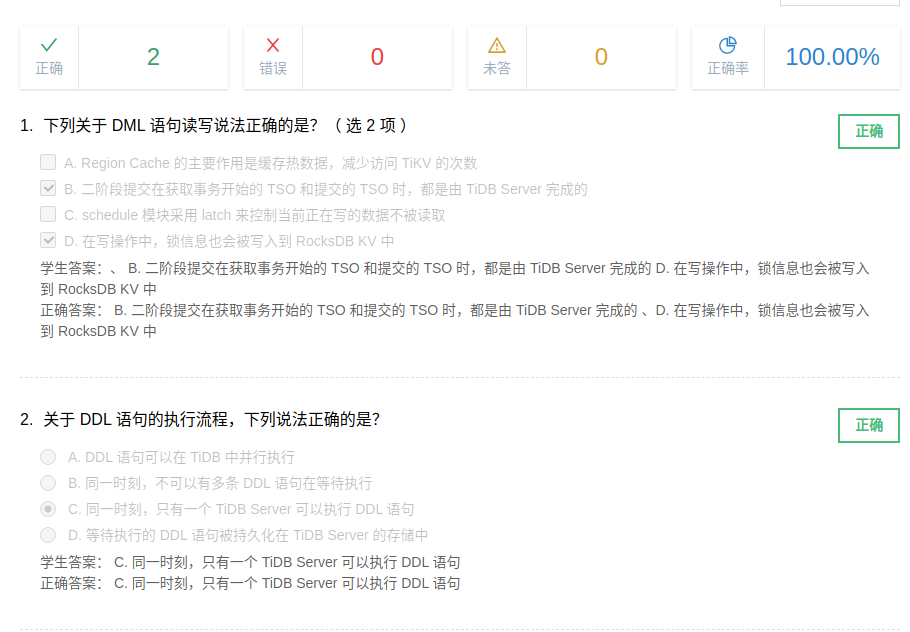 正确
2
错误
0
未答
0
正确率
100.00%
1. 下列关于 DML 语句读写说法正确的是？（ 选 2 项 ）
正确
A. Region Cache 的主要作用是缓存热数据，减少访问 TiKV 的次数
B. 二阶段提交在获取事务开始的 TSO 和提交的 TSO 时，都是由 TiDB Server 完成的
C. schedule 模块采用 latch 来控制当前正在写的数据不被读取
D. 在写操作中，锁信息也会被写入到 RocksDB KV 中
学生答案：、 B. 二阶段提交在获取事务开始的 TSO 和提交的 TSO 时，都是由 TiDB Server 完成的 D. 在写操作中，锁信息也会被写入
到 RocksDB KV 中
正确答案： B. 二阶段提交在获取事务开始的 TSO 和提交的 TSO 时，都是由 TiDB Server 完成的 、D. 在写操作中，锁信息也会被写入
到 RocksDB KV 中
2. 关于 DDL 语句的执行流程，下列说法正确的是？
正确
A. DDL 语句可以在 TiDB 中并行执行
B. 同一时刻，不可以有多条 DDL 语句在等待执行
C. 同一时刻，只有一个 TiDB Server 可以执行 DDL 语句
D. 等待执行的 DDL 语句被持久化在 TiDB Server 的存储中
学生答案： C. 同一时刻，只有一个 TiDB Server 可以执行 DDL 语句
正确答案： C. 同一时刻，只有一个 TiDB Server 可以执行 DDL 语句